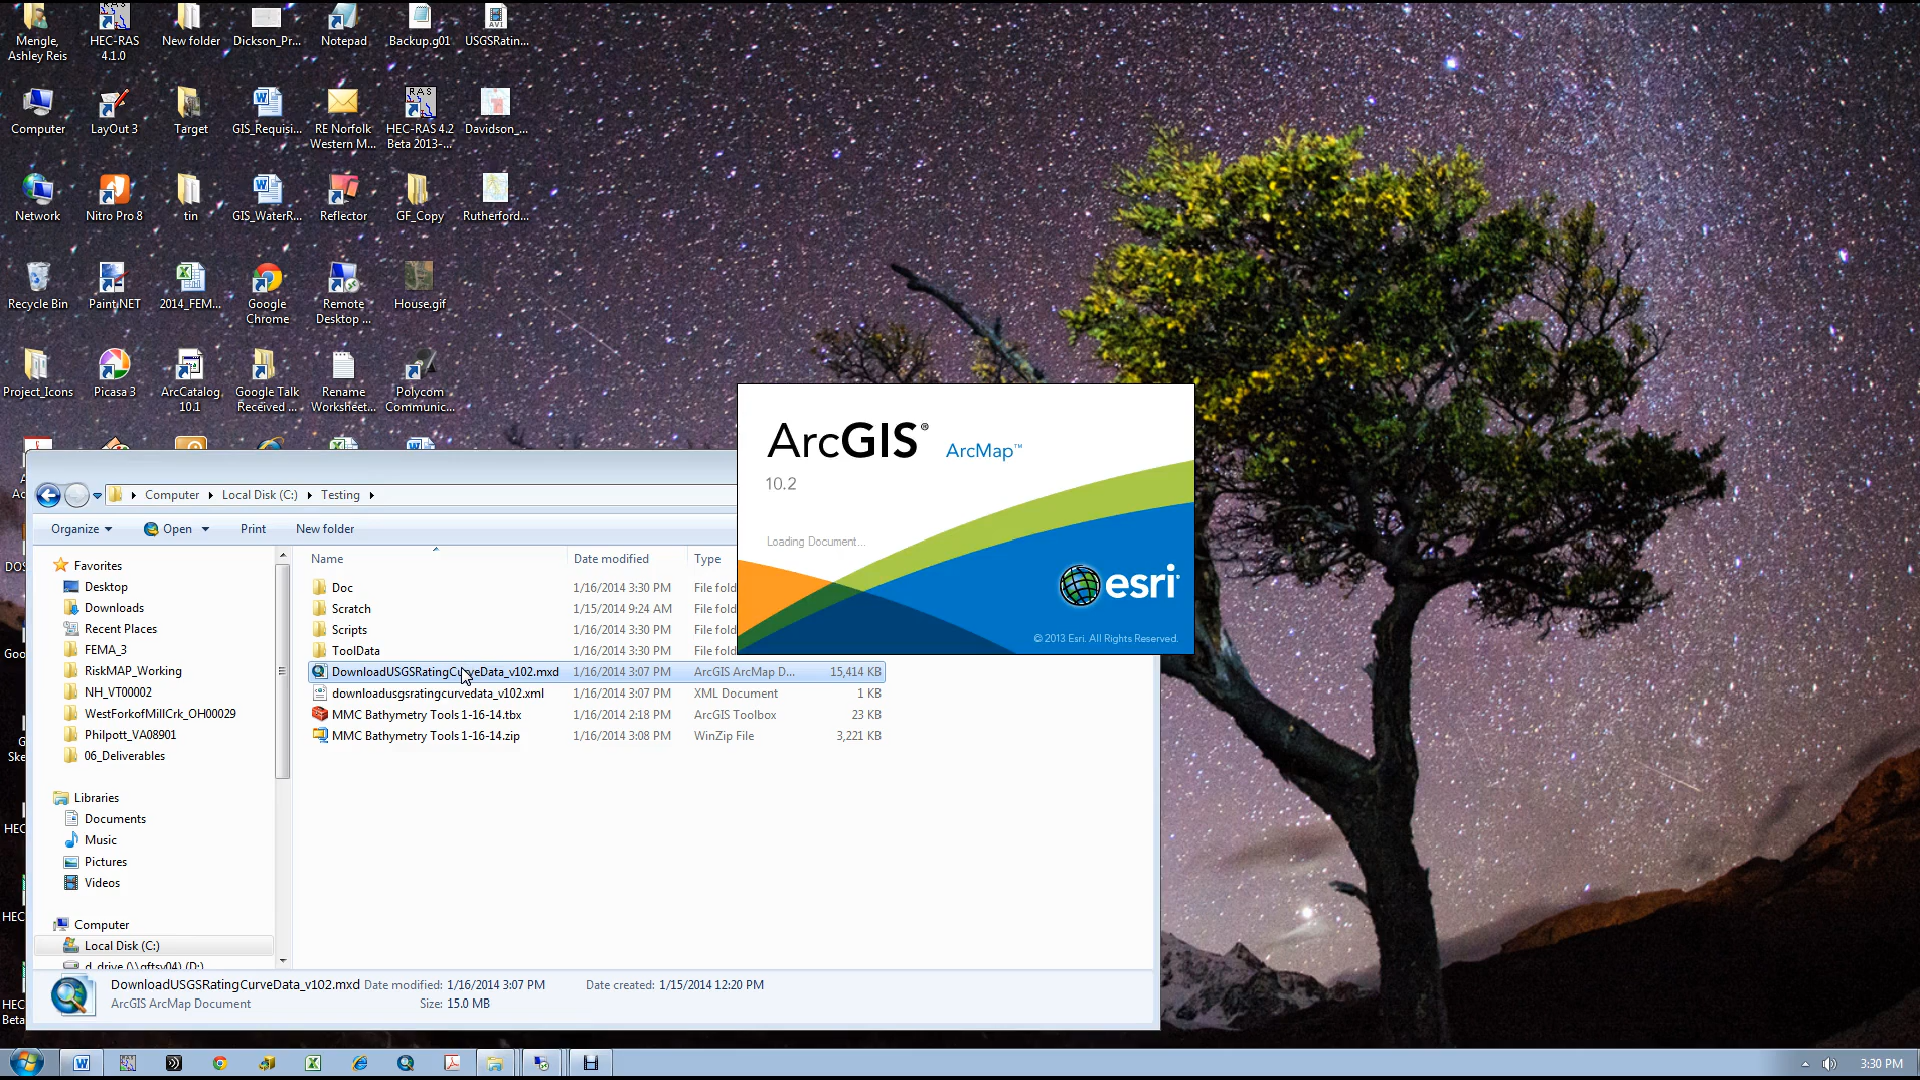 Mengle,
Ashley Reis
HEC-RAS
4.1.0
New folder
Dickson_Pr...
Notepad
Backup.g01
USGSRatin...
Computer
LayOut 3
Target
GIS_Requisi...
RE Norfolk
Western M...
HEC-RAS 4.2
Beta 2013-...
Davidson_...
Network
Nitro Pro 8
tin
GIS_WaterR...
Reflector
GF_Copy
Rutherford...
Recycle Bin
Paint.NET
2014_FEM...
Google
Chrome
Remote
Desktop ...
House.gif
Project_Icons
Picasa 3
ArcCatalog
10.1
Google Talk
Received ...
Rename
Worksheet...
Polycom
Communic...
ArcGIS® ArcMap™
10.2
Loading Document...
esri
© 2013 Esri. All Rights Reserved.
Computer
Local Disk (C:)
Testing
Organize
Open
Print
New folder
Name
Date modified
Type
Doc 1/16/2014 3:30 PM File fold
Scratch 1/15/2014 9:24 AM File fold
Scripts 1/16/2014 3:30 PM File fold
ToolData 1/16/2014 3:30 PM File fold
DownloadUSGSRatingCurveData_v102.mxd 1/16/2014 3:07 PM ArcGIS ArcMap D... 15,414 KB
downloadusgsratingcurvedata_v102.xml 1/16/2014 3:07 PM XML Document 1 KB
MMC Bathymetry Tools 1-16-14.tbx 1/16/2014 2:18 PM ArcGIS Toolbox 23 KB
MMC Bathymetry Tools 1-16-14.zip 1/16/2014 3:08 PM WinZip File 3,221 KB
Favorites
Desktop
Downloads
Recent Places
FEMA_3
RiskMAP_Working
NH_VT00002
WestForkofMillCrk_OH00029
Philpott_VA08901
06_Deliverables
Libraries
Documents
Music
Pictures
Videos
Computer
Local Disk (C:)
DownloadUSGSRatingCurveData_v102.mxd Date modified: 1/16/2014 3:07 PM Date created: 1/15/2014 12:20 PM
ArcGIS ArcMap Document Size: 15.0 MB
3:30 PM